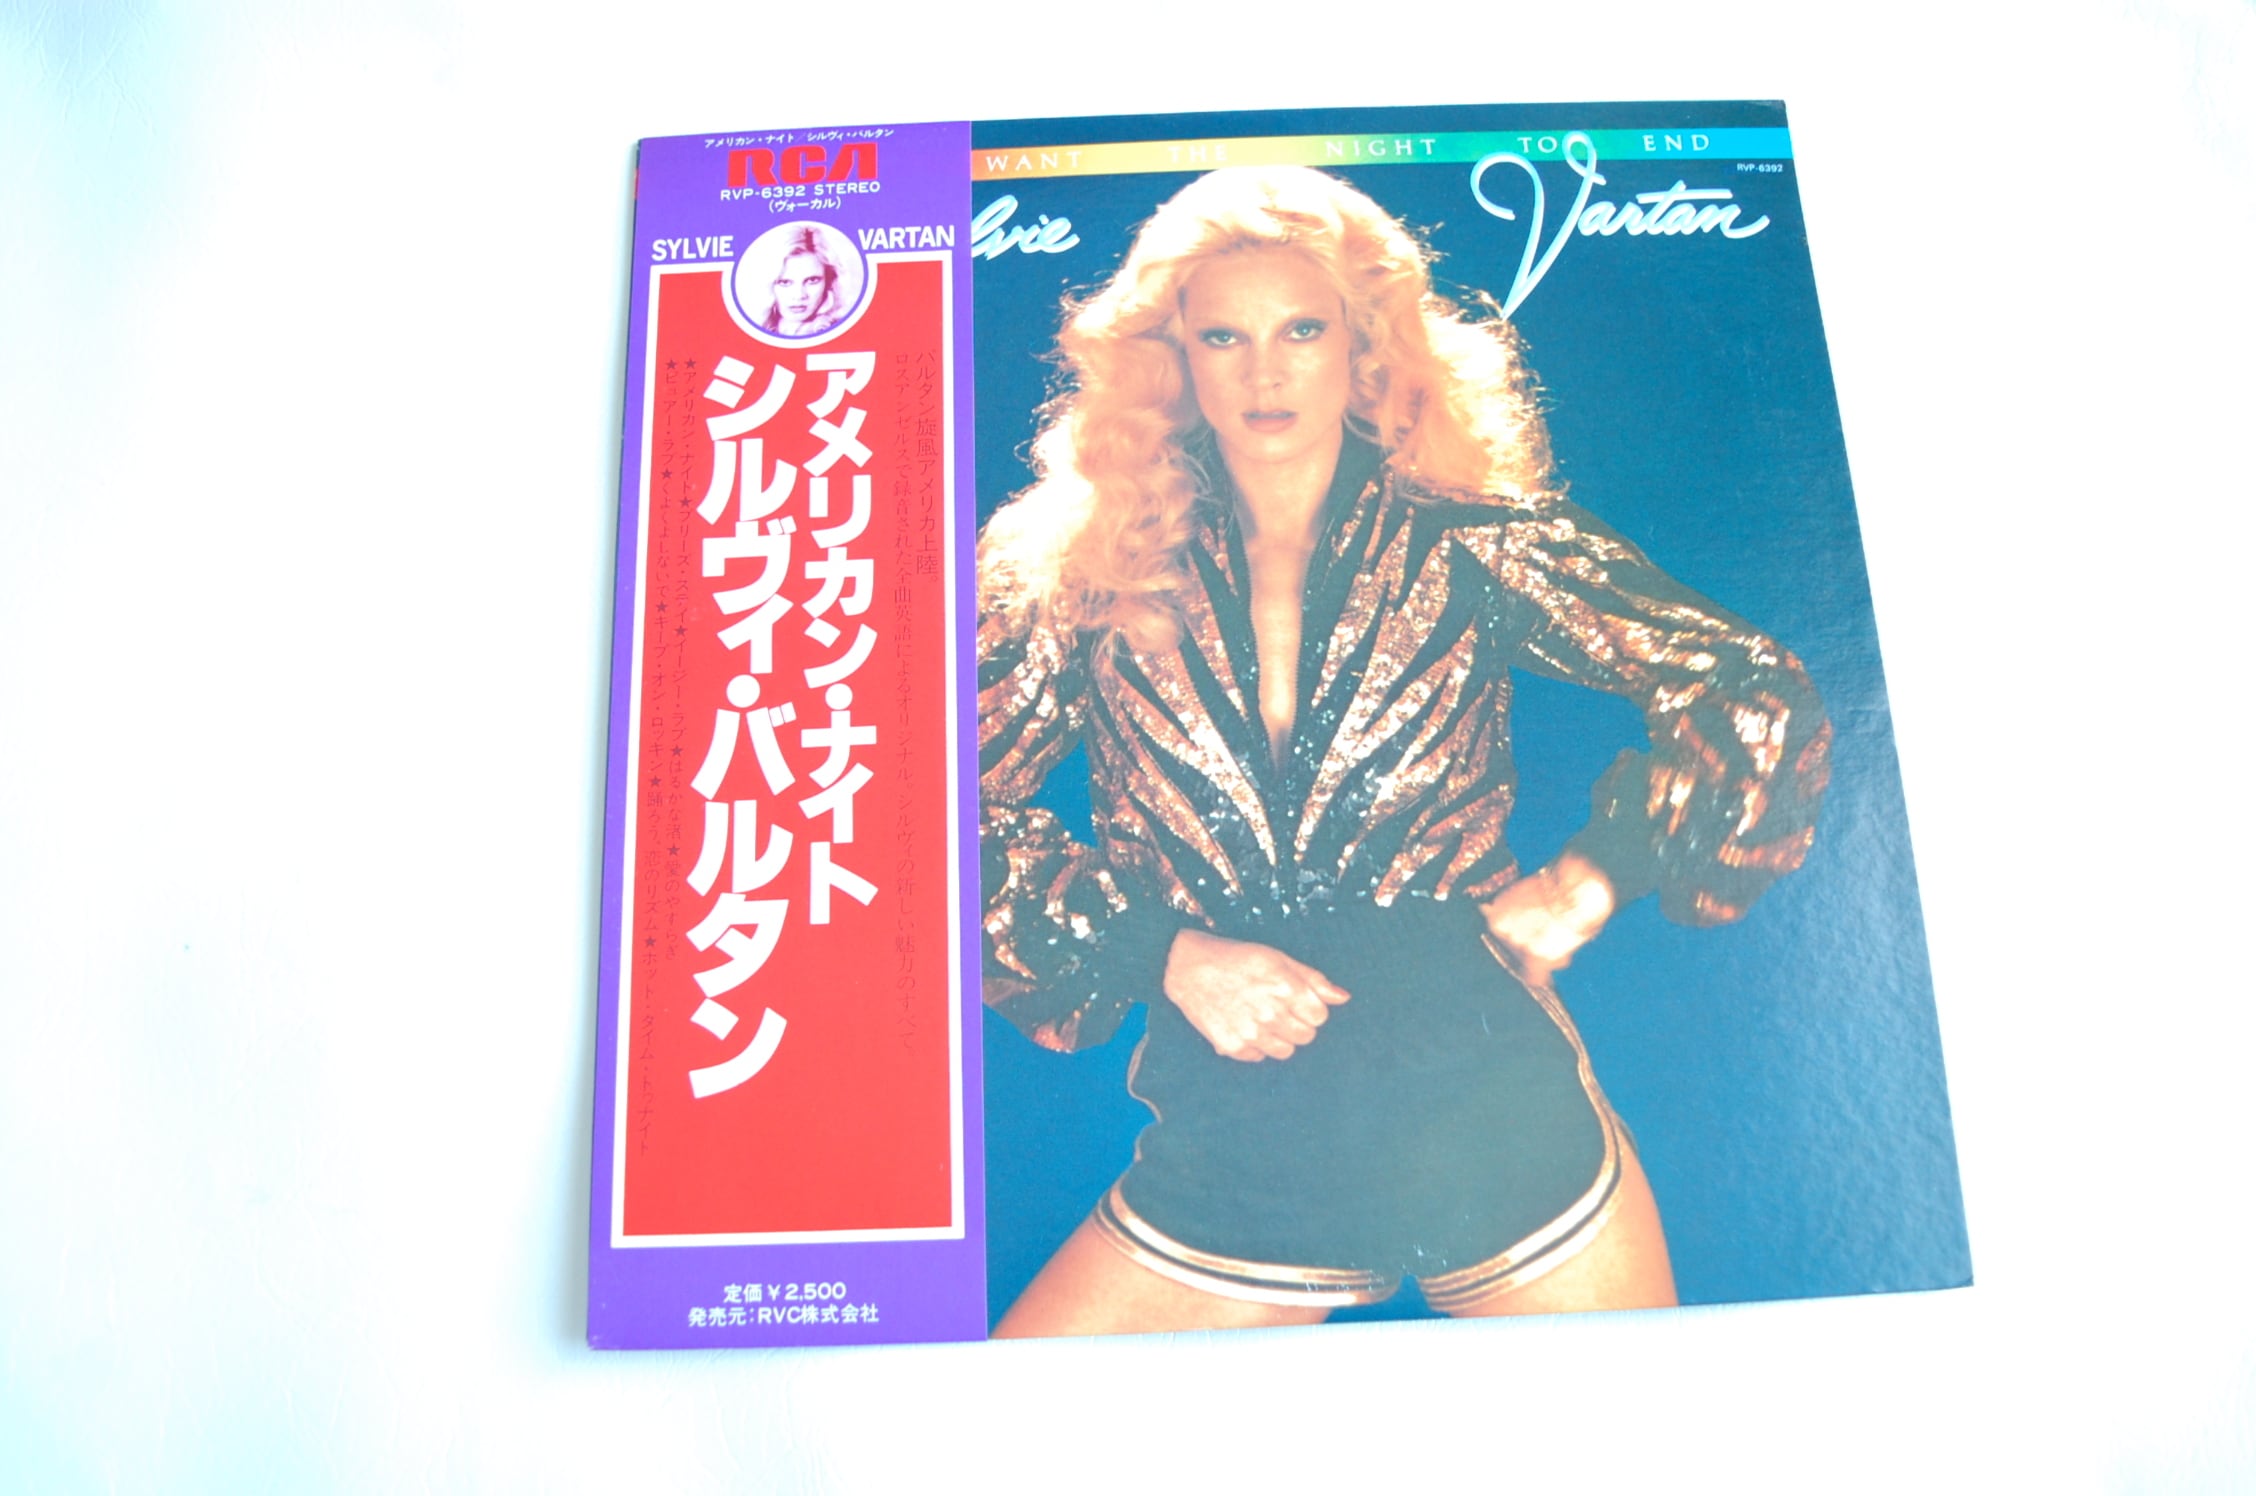 アメリカン・ナイト/シルヴィ・バルタン
RCA
RVP-6392 STEREO
(ヴォーカル)
SYLVIE VARTAN
バルタン旋風アメリカ上陸。
ロスアンゼルスで録音された全曲英語によるオリジナル。シルヴィの新しい魅力のすべて。
アメリカン・ナイト
シルヴィ・バルタン
★アメリカン・ナイト★プリーズ・ステイ★イージー・ラブ★はるかな渚★愛のやすらぎ
★ピュアー・ラブ★くよくよしないで★キープ・オン・ロッキン★踊ろう、恋のリズム★ホット・タイム・トゥナイト
定価¥2,500
発売元:RVC株式会社
WANT THE NIGHT TO END
RVP-6392
lvie Vartan